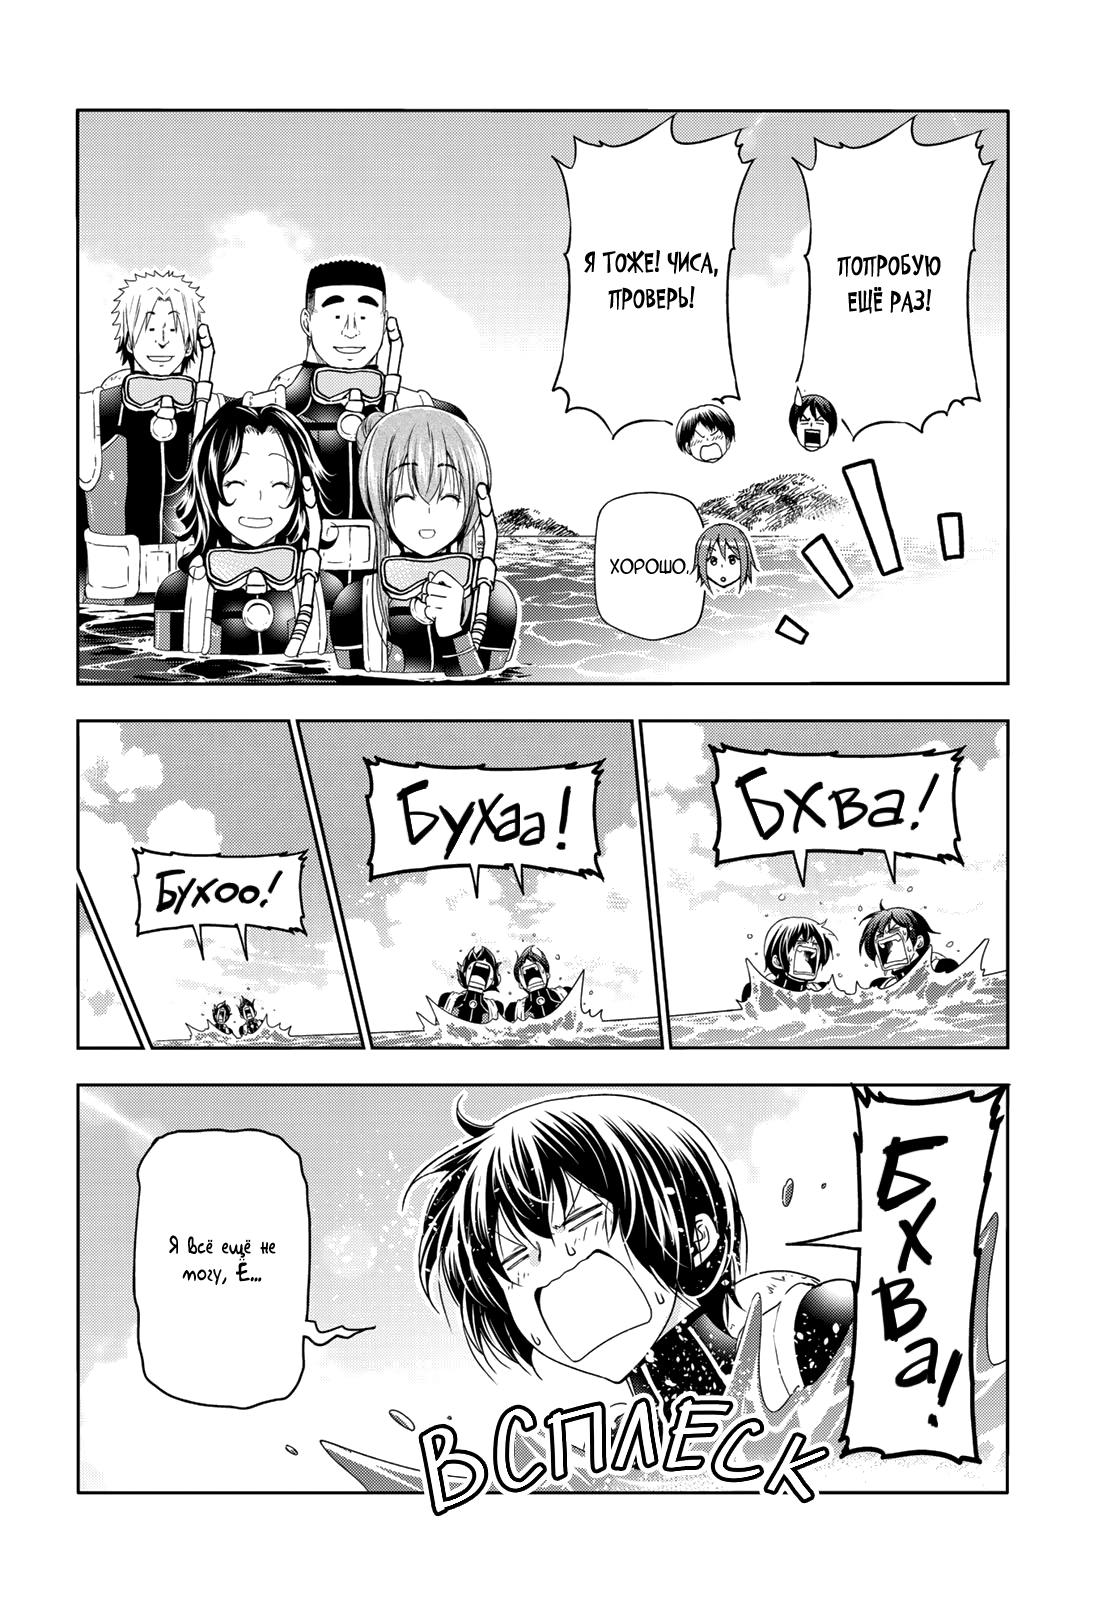 ПОПРОБУЮ
ЕЩЁ РАЗ!
Я ТОЖЕ! ЧИСА,
ПРОВЕРЬ!
ХОРОШО.
БХВа!
БУХаа!
БУХОО!
БХВа!
Я всё ещё не
могу, Ё...
ВСПЛЕСК